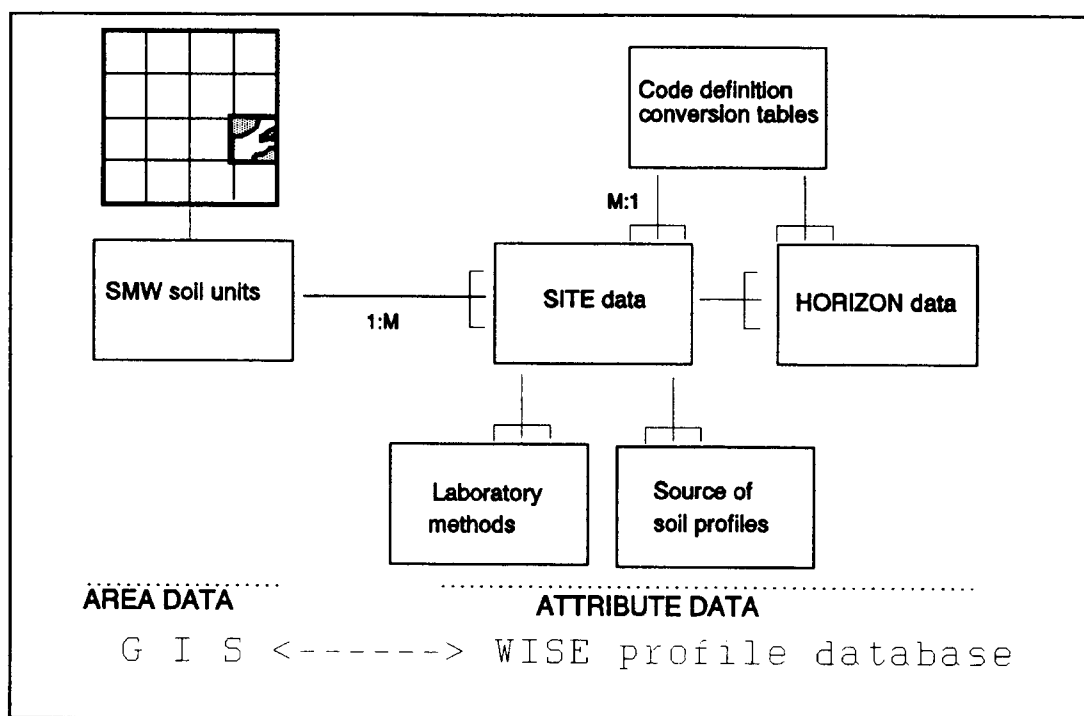 Code definition
conversion tables
M:1
SMW soil units
1:M
SITE data
HORIZON data
Laboratory
methods
Source of
soil profiles
AREA DATA
ATTRIBUTE DATA
G I S <------> WISE profile database